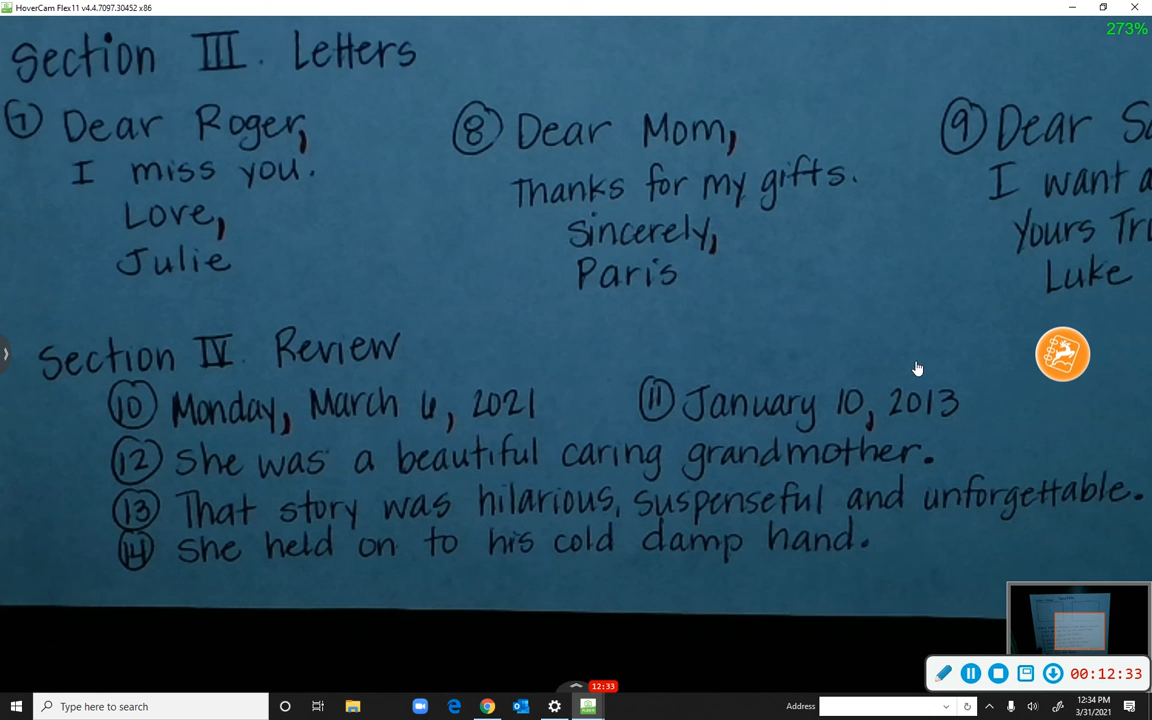 HoverCam Flex11 v4.4.7097.30452 x86
273%
Section III. Letters
7 Dear Roger,
I miss you.
Love,
Julie
8 Dear Mom,
Thanks for my gifts.
Sincerely,
Paris
9 Dear
I want a
Yours
Luke
Section IV. Review
10 Monday, March 6, 2021
11 January 10, 2013
12 She was a beautiful caring grandmother.
13 That story was hilarious, suspenseful and unforgettable.
14 She held on to his cold damp hand.
00:12:33
12:33
Type here to search
Address
12:34 PM
3/31/2021